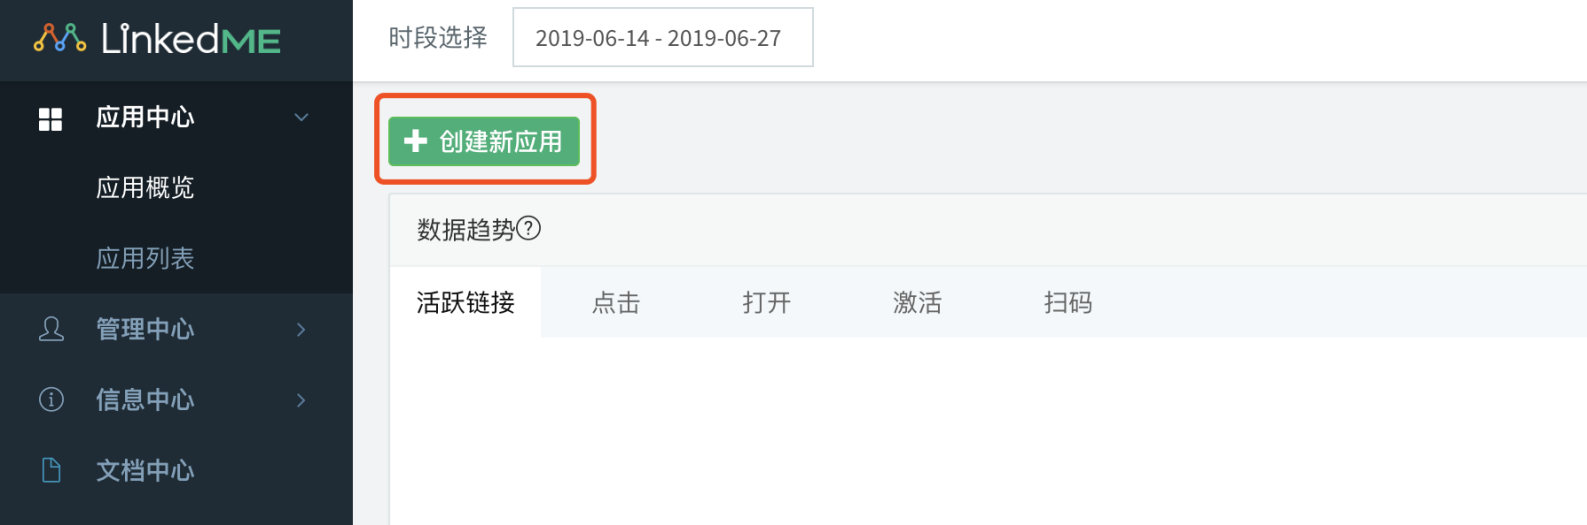 LinkedME
应用中心
应用概览
应用列表
管理中心
信息中心
文档中心
时段选择 2019-06-14 - 2019-06-27
创建新应用
数据趋势?
活跃链接 点击 打开 激活 扫码